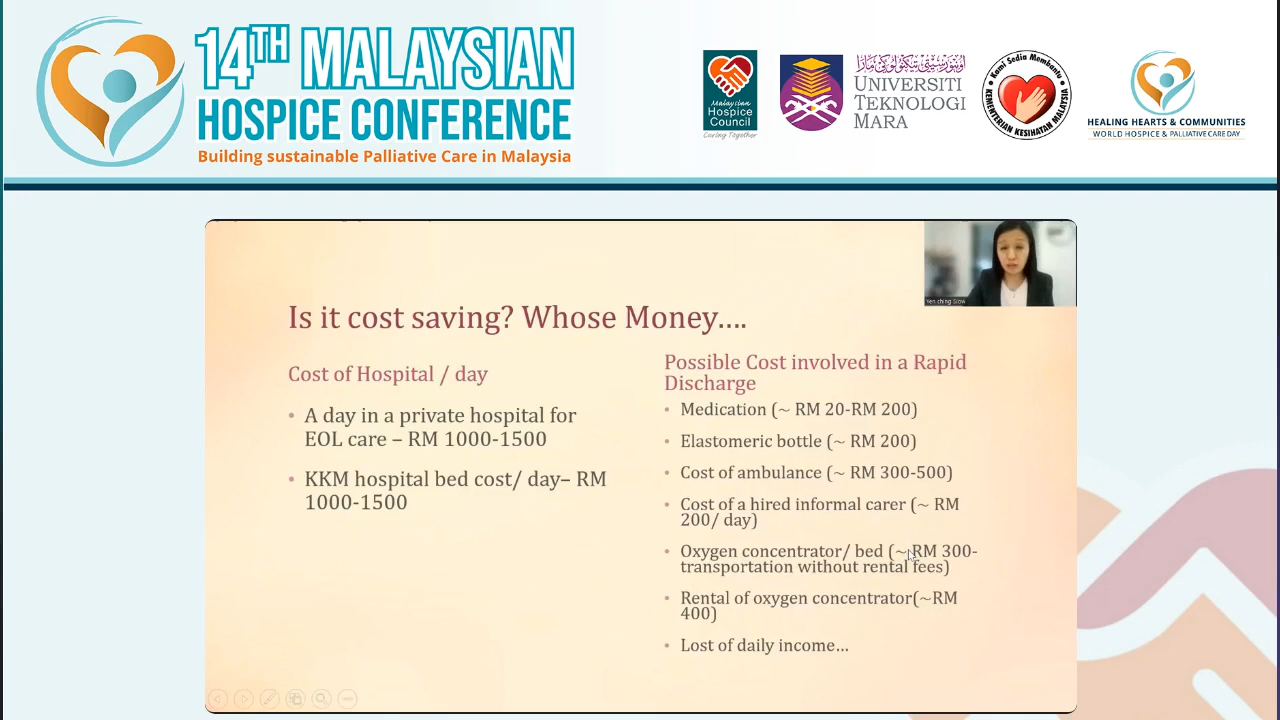 14TH MALAYSIAN
HOSPICE CONFERENCE
Building sustainable Palliative Care in Malaysia
Malaysian
Hospice
Council
Caring Together
UNIVERSITI
TEKNOLOGI
MARA
Kami Sedia Membantu
KEMENTERIAN KESIHATAN MALAYSIA
HEALING HEARTS & COMMUNITIES
WORLD HOSPICE & PALLIATIVE CARE DAY
Yen ching Siow
Is it cost saving? Whose Money....
Cost of Hospital / day
• A day in a private hospital for
EOL care – RM 1000-1500
• KKM hospital bed cost/ day– RM
1000-1500
Possible Cost involved in a Rapid
Discharge
• Medication (~ RM 20-RM 200)
• Elastomeric bottle (~ RM 200)
• Cost of ambulance (~ RM 300-500)
• Cost of a hired informal carer (~ RM
200/ day)
• Oxygen concentrator/ bed (~ RM 300-
transportation without rental fees)
• Rental of oxygen concentrator(~RM
400)
• Lost of daily income...